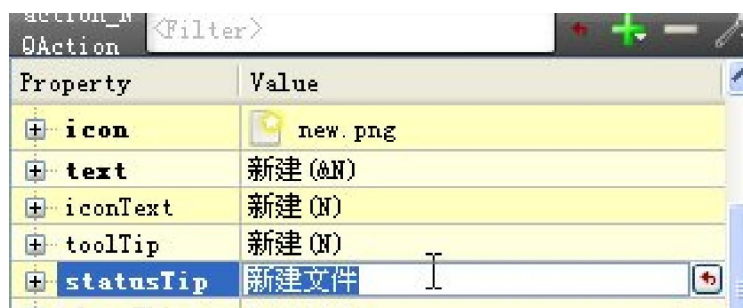 QAction
<Filter>
Property Value
icon new.png
text 新建(&N)
iconText 新建(N)
toolTip 新建(N)
statusTip 新建文件